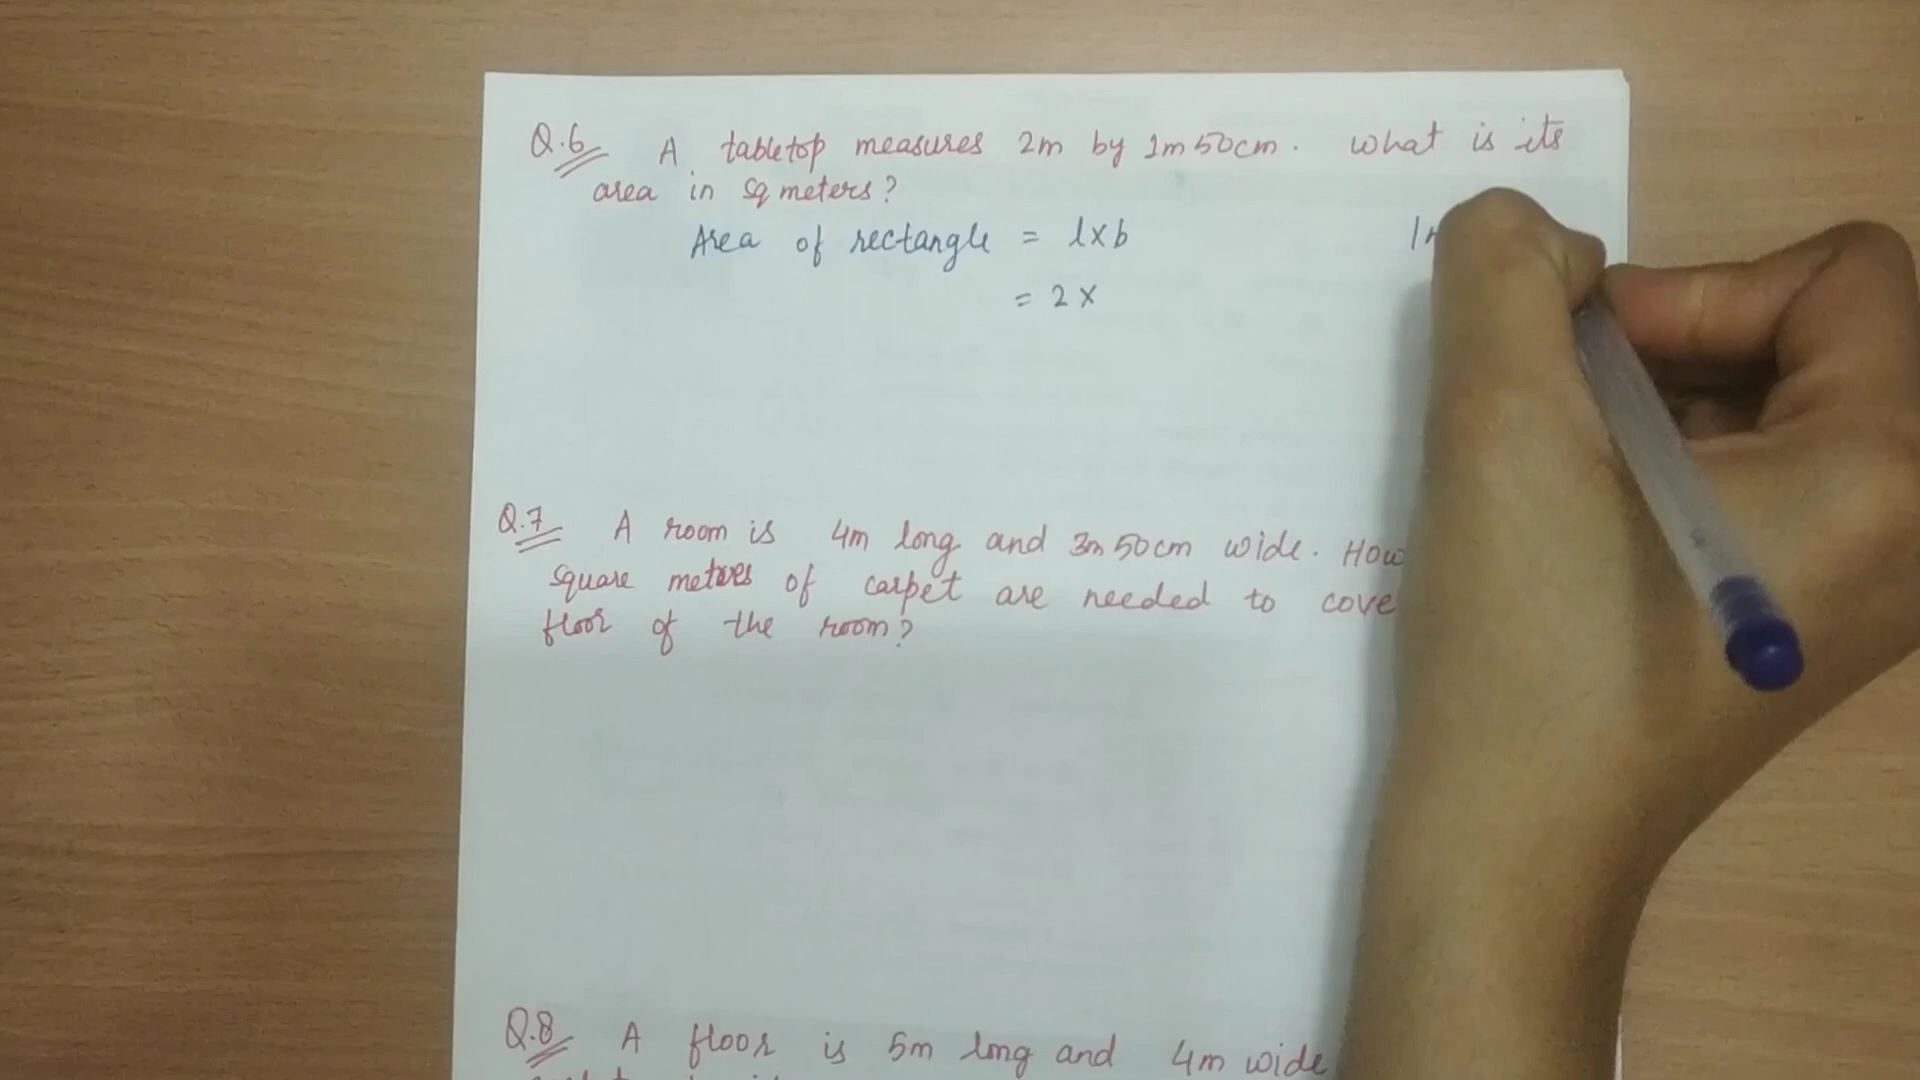 Q.6 A tabletop measures 2m by 1m 50cm. What is its
area in sq meters?
Area of rectangle = l x b
= 2 x
Q.7 A room is 4m long and 3m 50cm wide. How
square metres of carpet are needed to cove
floor of the room?
Q.8 A floor is 5m long and 4m wide